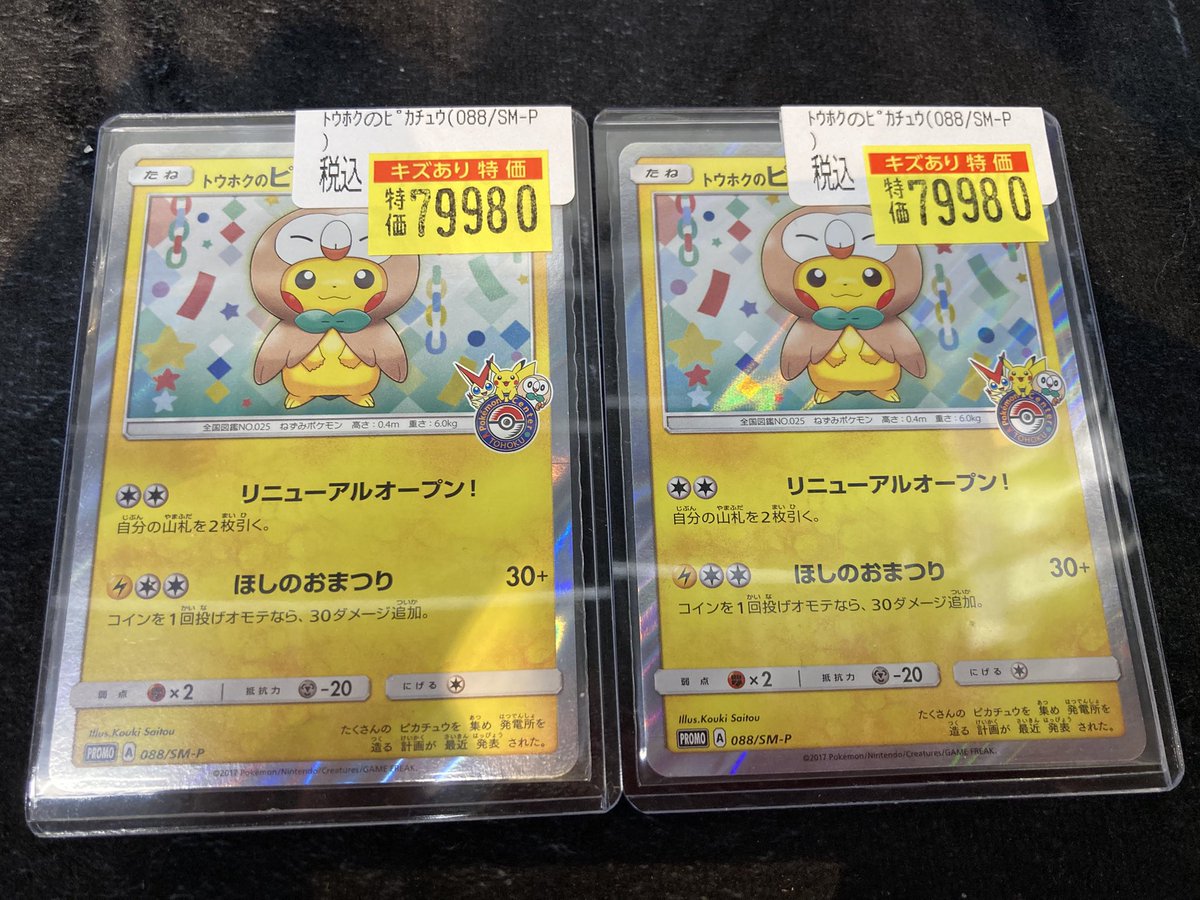 トウホクのピカチュウ(088/SM-P
)
税込
キズあり 特価
特価 79980
たね
トウホクのピ
Pokémon Center
TOHOKU
全国図鑑NO.025 ねずみポケモン 高さ:0.4m 重さ:6.0kg
リニューアルオープン!
自分の山札を2枚引く。
ほしのおまつり 30+
コインを1回投げオモテなら、30ダメージ追加。
弱点 ×2 抵抗力 -20 にげる
Illus.Kouki Saitou
たくさんの ピカチュウを 集め 発電所を
造る 計画が 最近 発表 された。
PROMO A 088/SM-P
©2017 Pokémon/Nintendo/Creatures/GAME FREAK.
トウホクのピカチュウ(088/SM-P
)
税込
キズあり 特価
特価 79980
たね
トウホクのピ
Pokémon Center
TOHOKU
全国図鑑NO.025 ねずみポケモン 高さ:0.4m 重さ:6.0kg
リニューアルオープン!
自分の山札を2枚引く。
ほしのおまつり 30+
コインを1回投げオモテなら、30ダメージ追加。
弱点 ×2 抵抗力 -20 にげる
Illus.Kouki Saitou
たくさんの ピカチュウを 集め 発電所を
造る 計画が 最近 発表 された。
PROMO A 088/SM-P
©2017 Pokémon/Nintendo/Creatures/GAME FREAK.